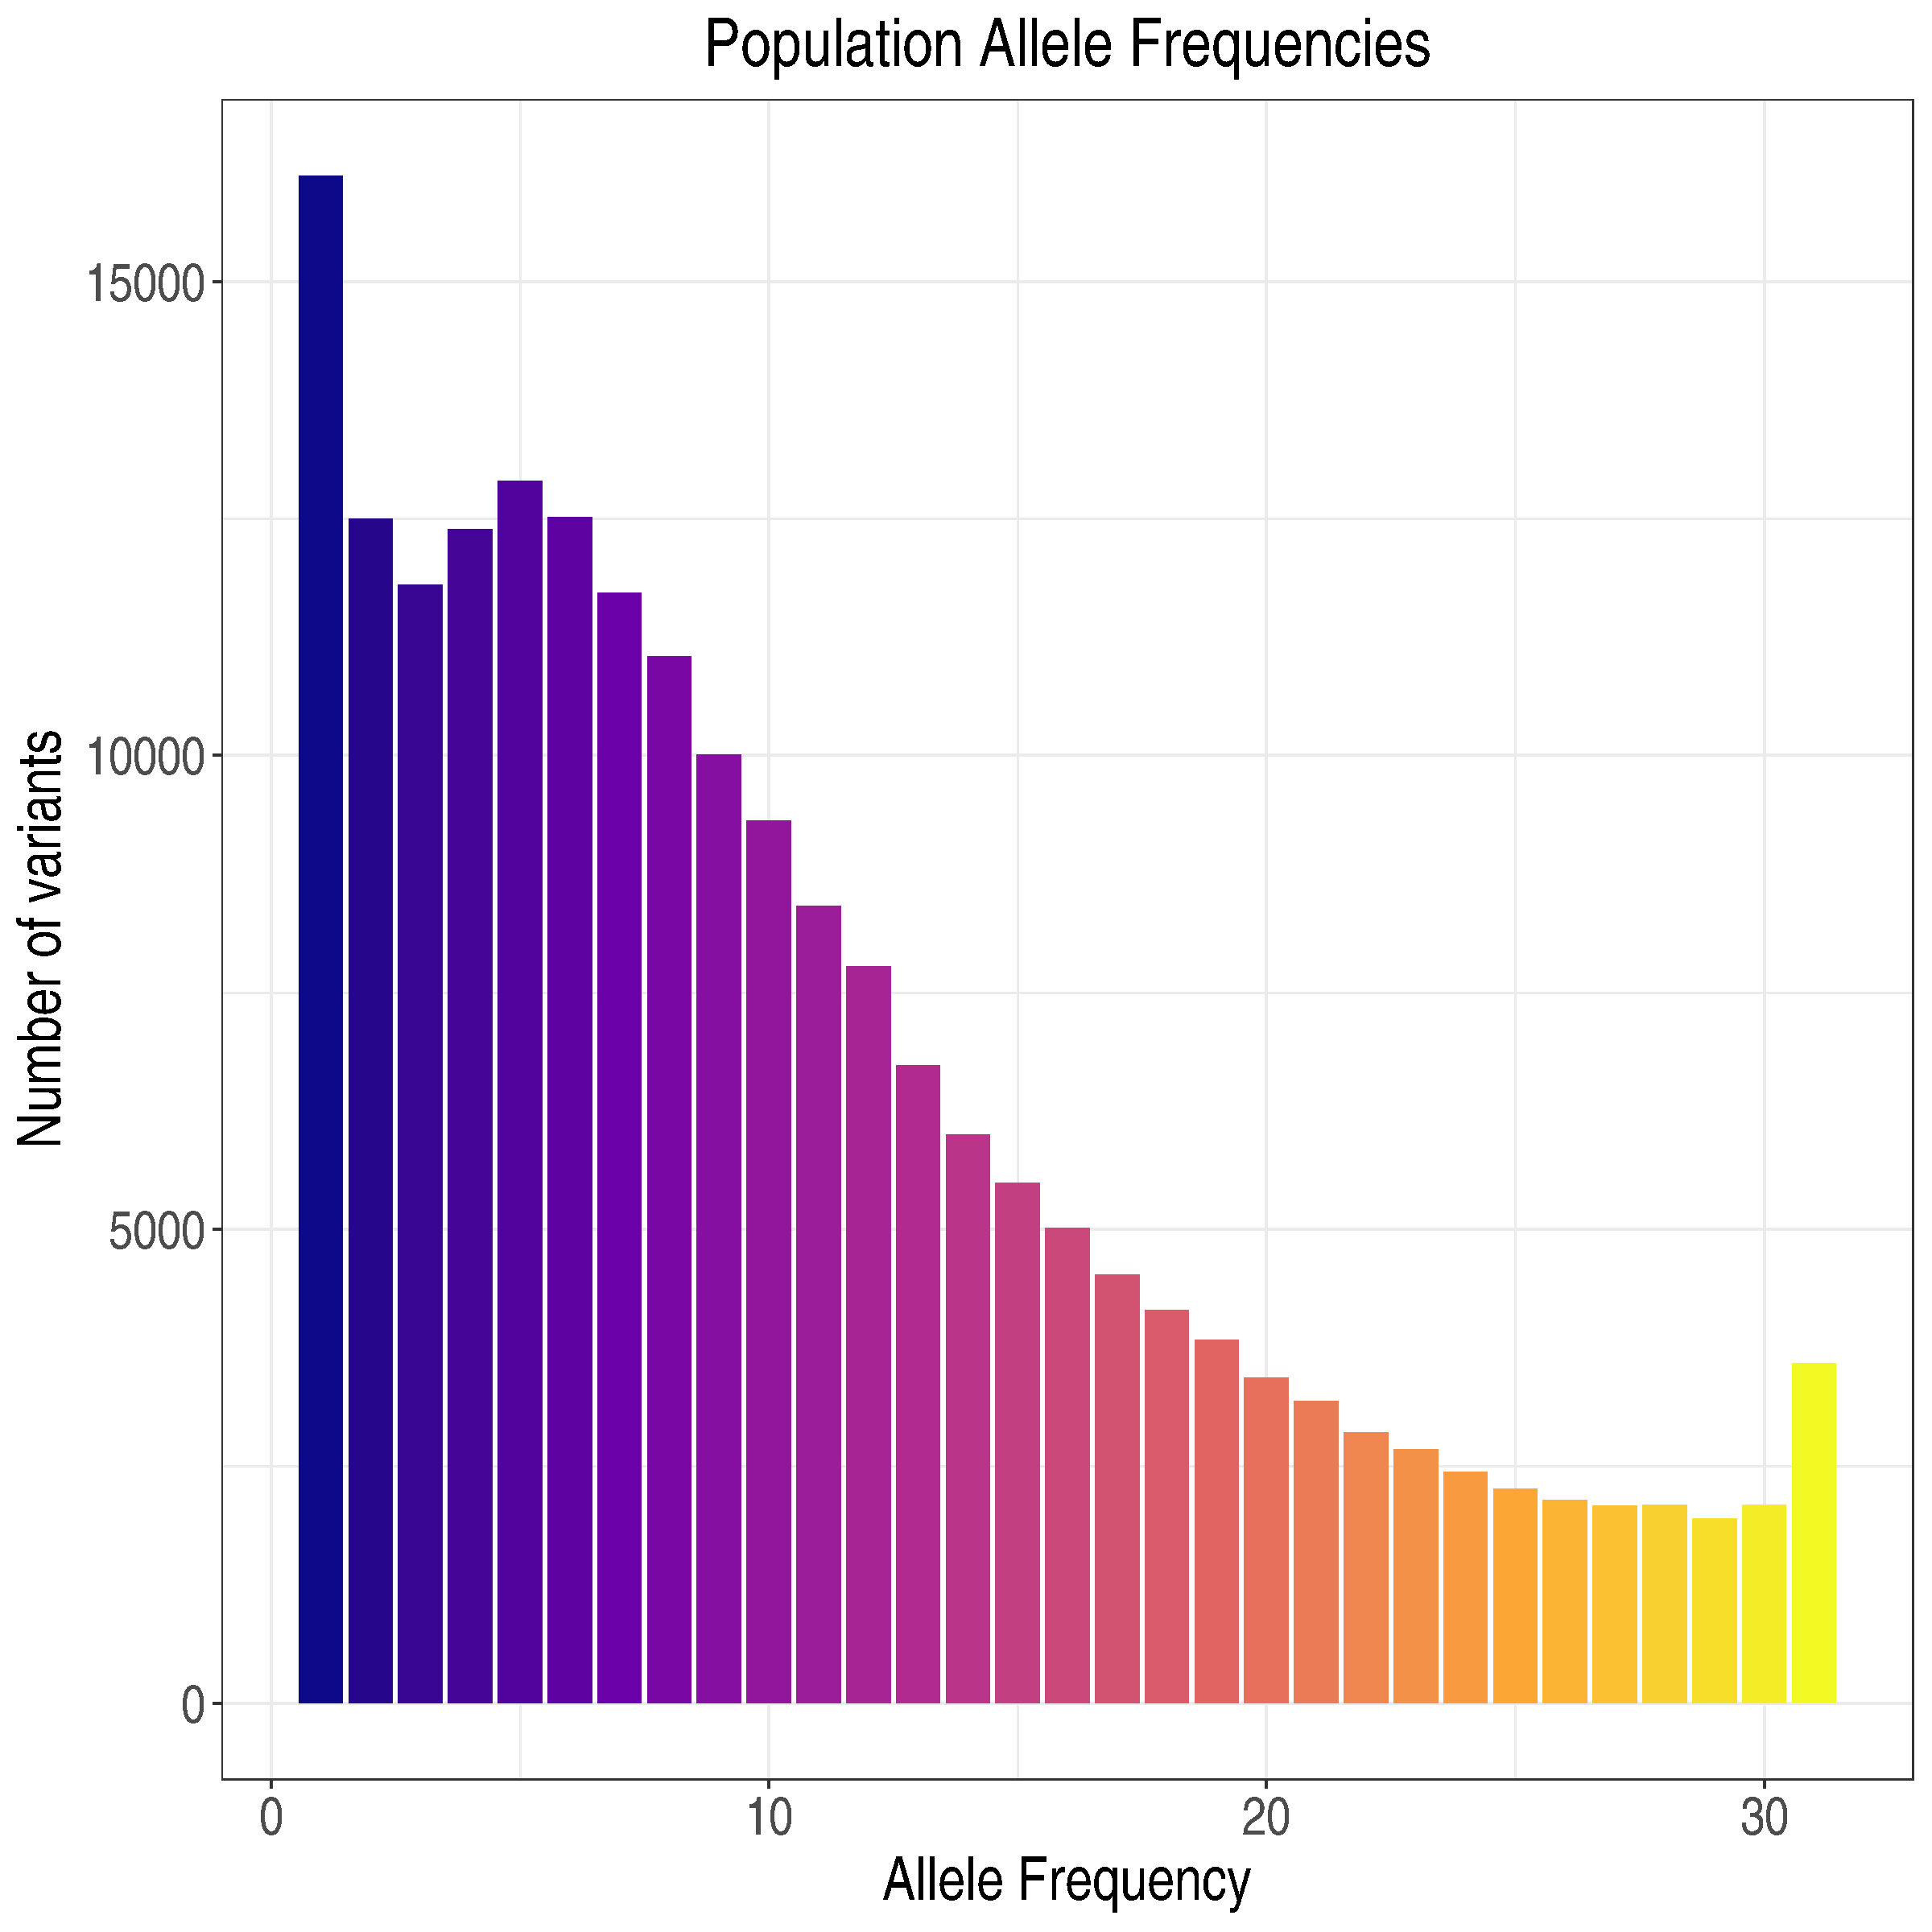 Population Allele Frequencies
Number of variants
15000
10000
5000
0
0 10 20 30
Allele Frequency